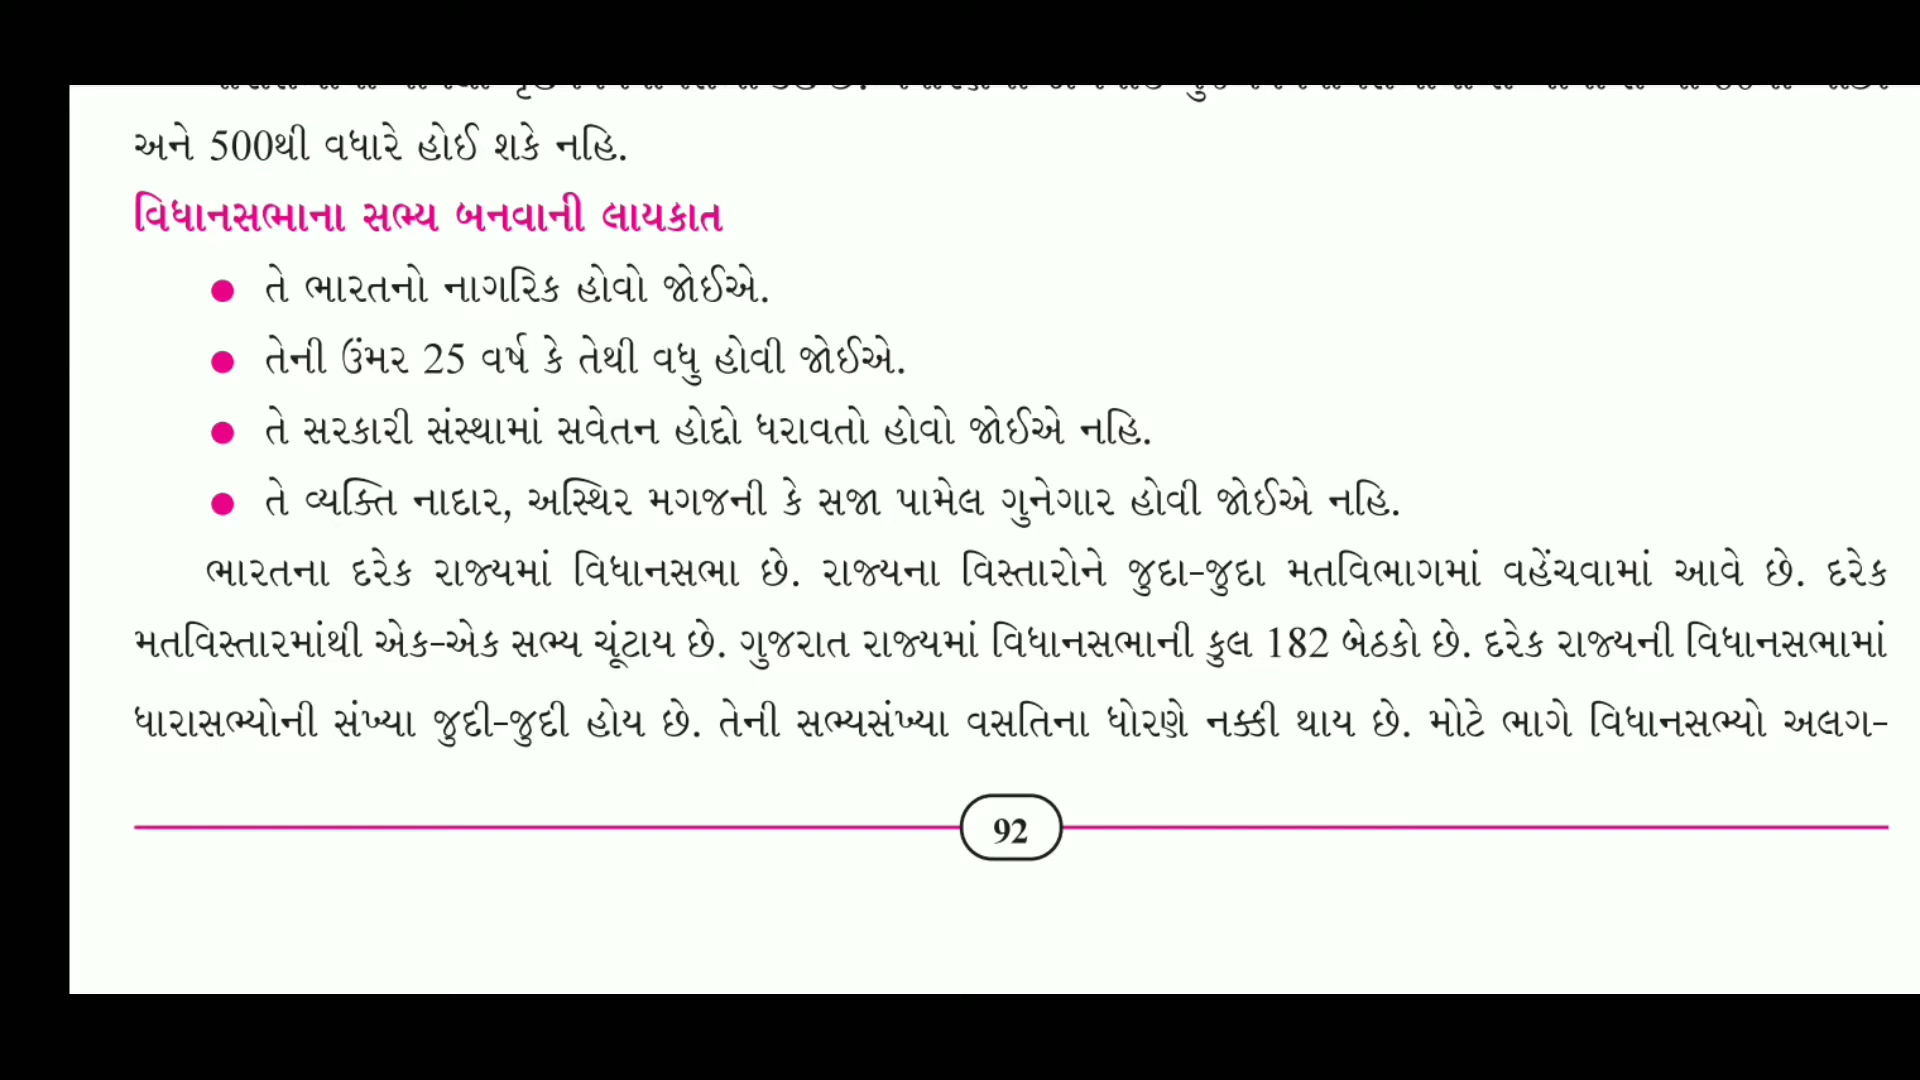 અને 500થી વધારે હોઈ શકે નહિ.
વિધાનસભાના સભ્ય બનવાની લાયકાત
● તે ભારતનો નાગરિક હોવો જોઈએ.
● તેની ઉંમર 25 વર્ષ કે તેથી વધુ હોવી જોઈએ.
● તે સરકારી સંસ્થામાં સવેતન હોદ્દો ધરાવતો હોવો જોઈએ નહિ.
● તે વ્યક્તિ નાદાર, અસ્થિર મગજની કે સજા પામેલ ગુનેગાર હોવી જોઈએ નહિ.
ભારતના દરેક રાજ્યમાં વિધાનસભા છે. રાજ્યના વિસ્તારોને જુદા-જુદા મતવિભાગમાં વહેંચવામાં આવે છે. દરેક
મતવિસ્તારમાંથી એક-એક સભ્ય ચૂંટાય છે. ગુજરાત રાજ્યમાં વિધાનસભાની કુલ 182 બેઠકો છે. દરેક રાજ્યની વિધાનસભામાં
ધારાસભ્યોની સંખ્યા જુદી-જુદી હોય છે. તેની સભ્યસંખ્યા વસતિના ધોરણે નક્કી થાય છે. મોટે ભાગે વિધાનસભ્યો અલગ-
92